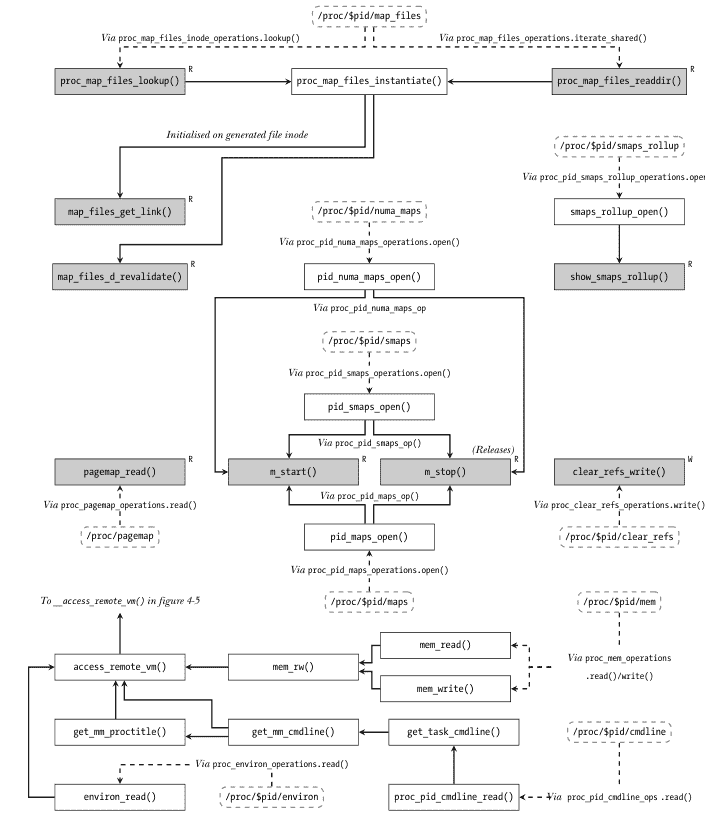 /proc/$pid/map_files
Via proc_map_files_inode_operations.lookup()
Via proc_map_files_operations.iterate_shared()
proc_map_files_lookup()
R
proc_map_files_instantiate()
proc_map_files_readdir()
R
Initialised on generated file inode
/proc/$pid/smaps_rollup
Via proc_pid_smaps_rollup_operations.open
map_files_get_link()
R
/proc/$pid/numa_maps
smaps_rollup_open()
Via proc_pid_numa_maps_operations.open()
map_files_d_revalidate()
R
pid_numa_maps_open()
show_smaps_rollup()
R
Via proc_pid_numa_maps_op
/proc/$pid/smaps
Via proc_pid_smaps_operations.open()
pid_smaps_open()
Via proc_pid_smaps_op()
(Releases)
pagemap_read()
R
m_start()
R
m_stop()
R
clear_refs_write()
W
Via proc_pagemap_operations.read()
Via proc_pid_maps_op()
Via proc_clear_refs_operations.write()
/proc/pagemap
pid_maps_open()
/proc/$pid/clear_refs
Via proc_pid_maps_operations.open()
To __access_remote_vm() in figure 4-5
/proc/$pid/maps
/proc/$pid/mem
mem_read()
access_remote_vm()
mem_rw()
Via proc_mem_operations
.read()/write()
mem_write()
get_mm_proctitle()
get_mm_cmdline()
get_task_cmdline()
/proc/$pid/cmdline
Via proc_environ_operations.read()
environ_read()
/proc/$pid/environ
proc_pid_cmdline_read()
Via proc_pid_cmdline_ops .read()